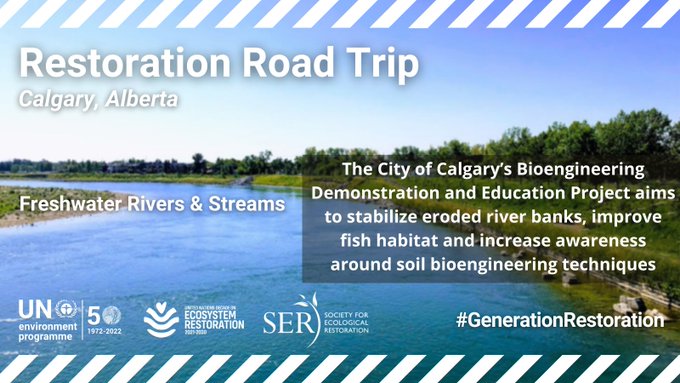 Restoration Road Trip
Calgary, Alberta
Freshwater Rivers & Streams
The City of Calgary's Bioengineering
Demonstration and Education Project aims
to stabilize eroded river banks, improve
fish habitat and increase awareness
around soil bioengineering techniques
UN
environment
programme
50
1972-2022
UNITED NATIONS DECADE ON
ECOSYSTEM
RESTORATION
2021-2030
SER
SOCIETY FOR
ECOLOGICAL
RESTORATION
#GenerationRestoration